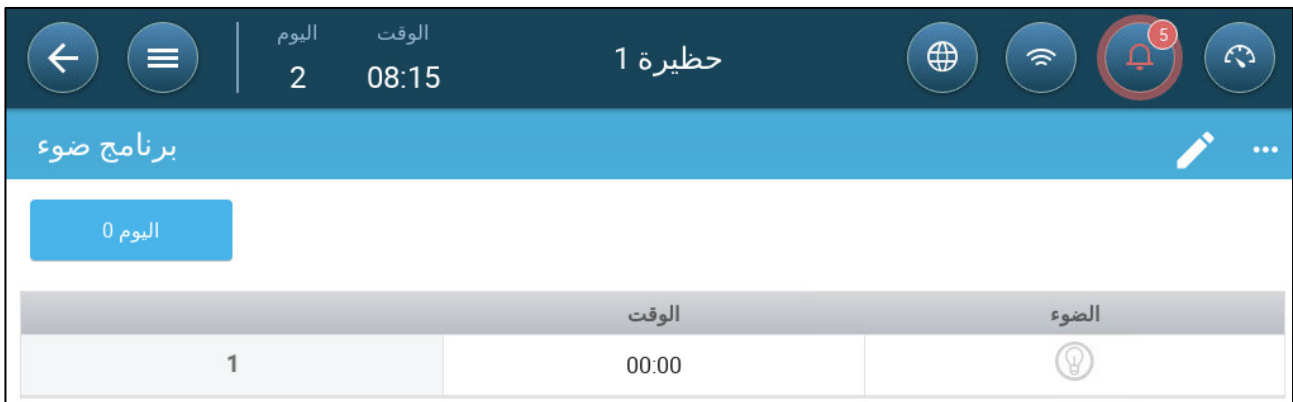 اليوم الوقت
2 08:15 حظيرة 1 5
برنامج ضوء
اليوم 0
الوقت الضوء
1 00:00